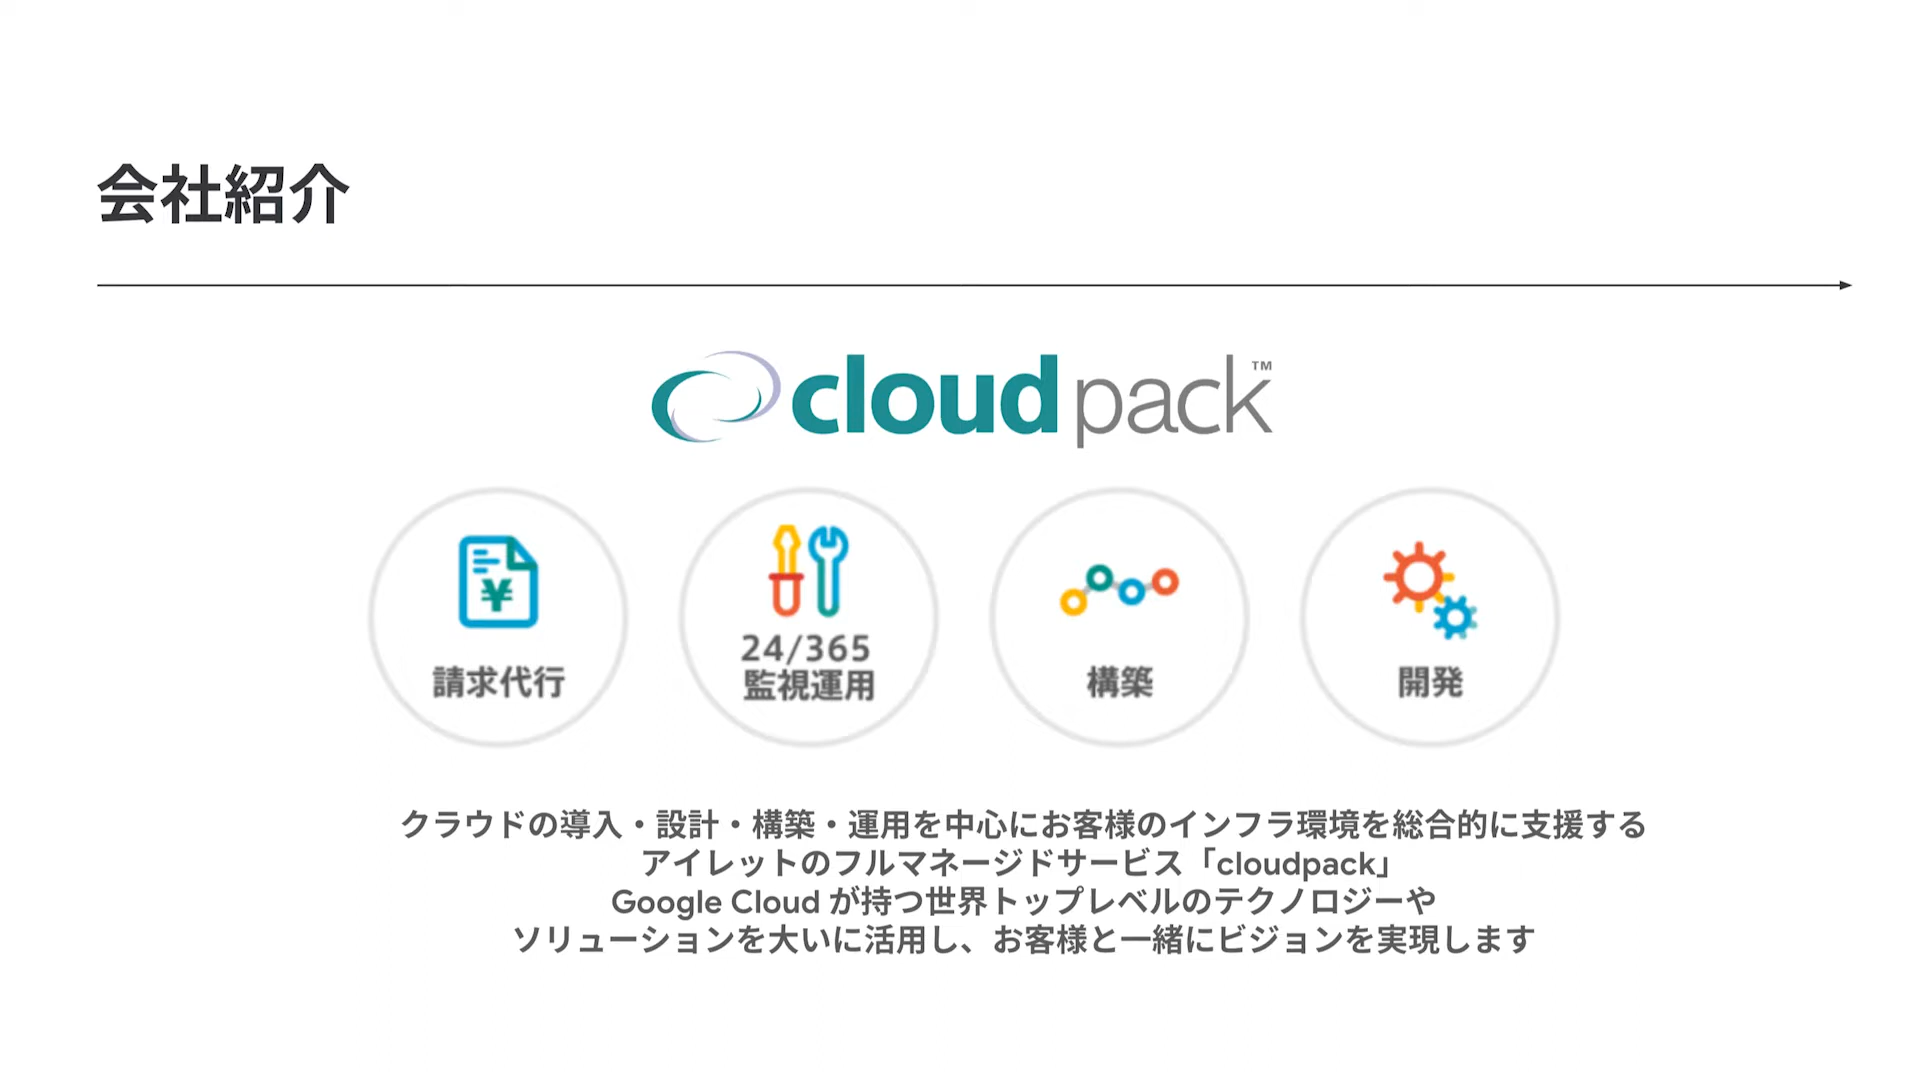 会社紹介
cloudpack™
¥
請求代行
24/365
監視運用
構築
開発
クラウドの導入・設計・構築・運用を中心にお客様のインフラ環境を総合的に支援する
アイレットのフルマネージドサービス「cloudpack」
Google Cloud が持つ世界トップレベルのテクノロジーや
ソリューションを大いに活用し、お客様と一緒にビジョンを実現します